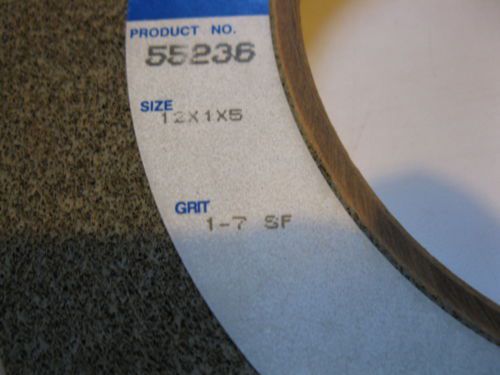 PRODUCT NO.
55236
SIZE
12X1X5
GRIT
1-7 SF